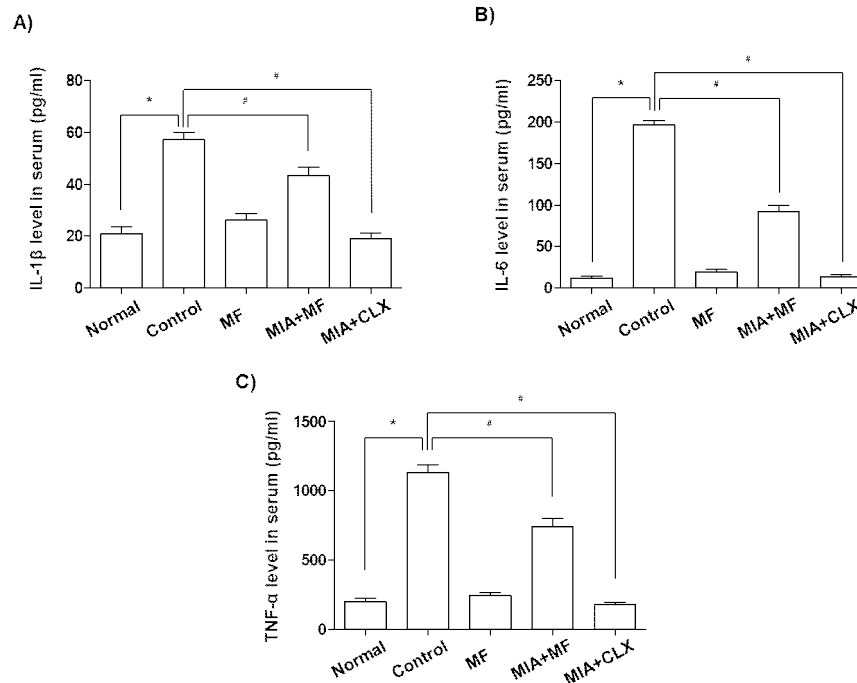 A)
IL-1β level in serum (pg/ml)
80
60
40
20
0
*
#
#
Normal
Control
MF
MIA+MF
MIA+CLX
B)
IL-6 level in serum (pg/ml)
250
200
150
100
50
0
*
#
#
Normal
Control
MF
MIA+MF
MIA+CLX
C)
TNF-α level in serum (pg/ml)
1500
1000
500
0
*
#
#
Normal
Control
MF
MIA+MF
MIA+CLX